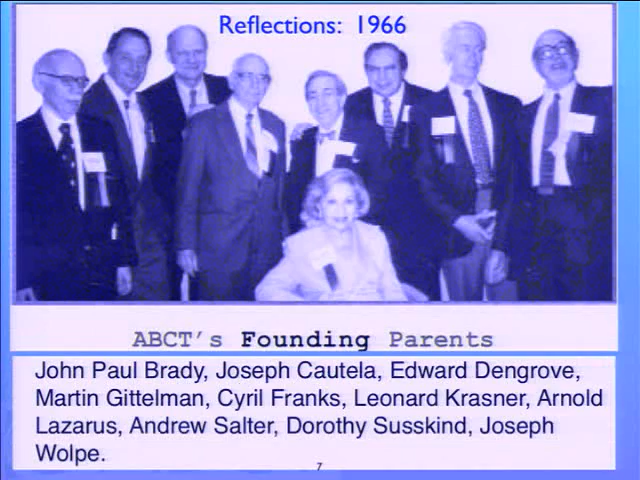 Reflections: 1966
ABCT's Founding Parents
John Paul Brady, Joseph Cautela, Edward Dengrove,
Martin Gittelman, Cyril Franks, Leonard Krasner, Arnold
Lazarus, Andrew Salter, Dorothy Susskind, Joseph
Wolpe.
7